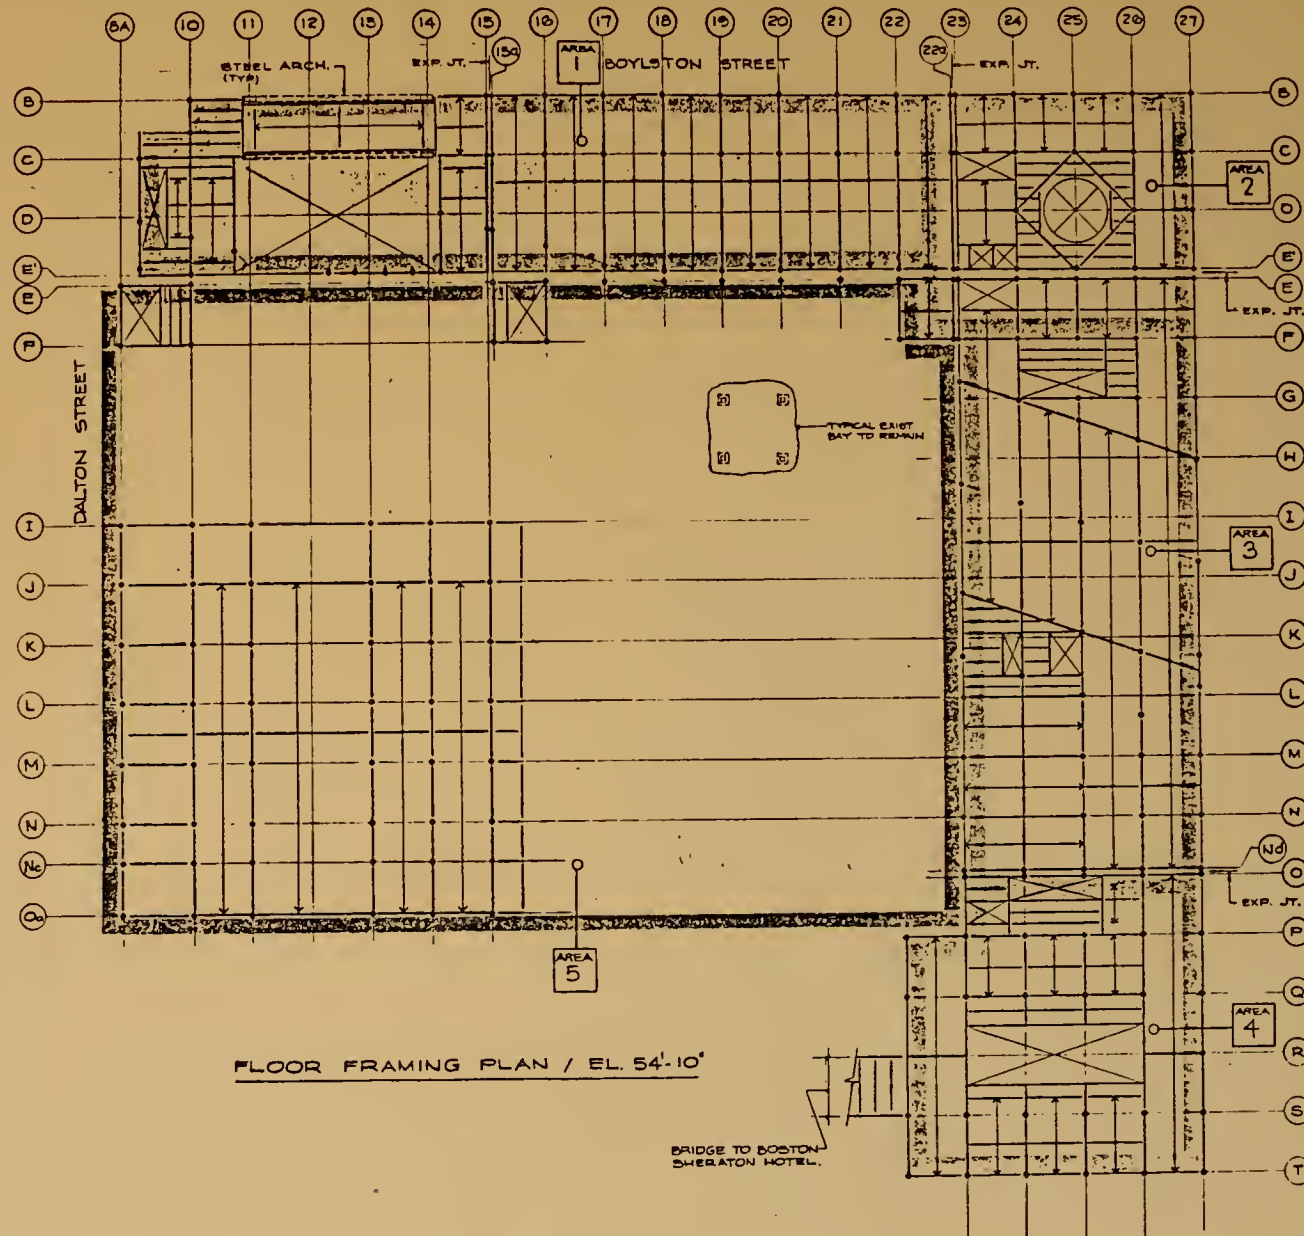 8A 10 11 12 13 14 15 16 17 18 19 20 21 22 23 24 25 26 27
15a
22a
EXP. JT.
AREA
1
BOYLSTON STREET
EXP. JT.
STEEL ARCH.
(TYP)
B
B
C
C
AREA
2
D
D
E'
E'
E
E
EXP. JT.
F
F
DALTON STREET
G
TYPICAL EXIST
BAY TO REMAIN
H
I
I
AREA
3
J
J
K
K
L
L
M
M
N
N
Nd
Nc
O
EXP. JT.
Oa
P
AREA
5
Q
AREA
4
R
FLOOR FRAMING PLAN / EL. 54'-10"
S
BRIDGE TO BOSTON
SHERATON HOTEL.
T